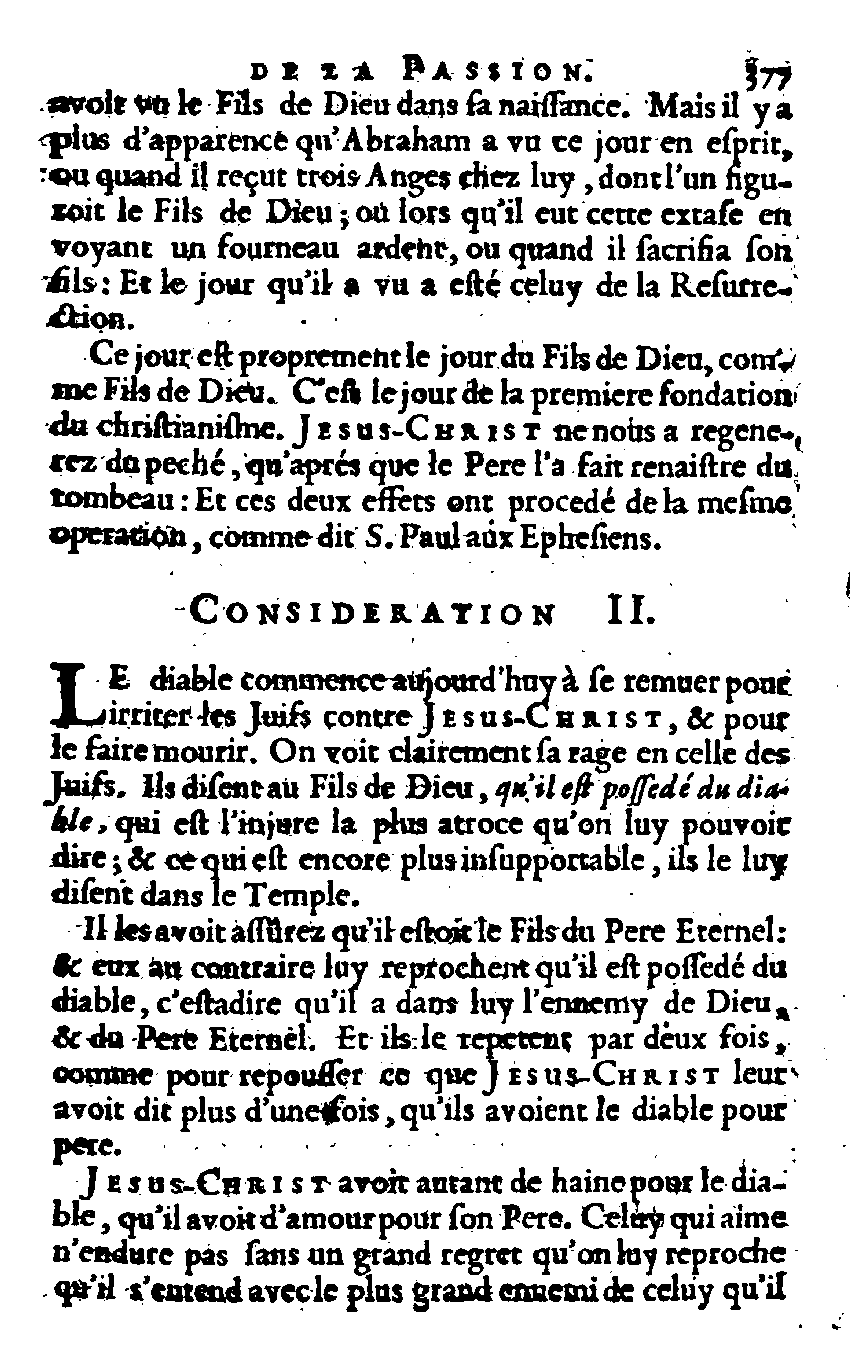 DE LA PASSION. 377
avoit vu le Fils de Dieu dans ſa naiſſance. Mais il y a
plus d'apparence qu'Abraham a vu ce jour en eſprit,
ou quand il reçut trois Anges chez luy, dont l'un figu-
roit le Fils de Dieu; ou lors qu'il eut cette extaſe en
voyant un fourneau ardent, ou quand il ſacrifia ſon
fils: Et le jour qu'il a vu a eſté celuy de la Reſurre-
ction.
Ce jour eſt proprement le jour du Fils de Dieu, com-
me Fils de Dieu. C'eſt le jour de la premiere fondation
du chriſtianiſme. JESUS-CHRIST ne nous a regene-
rez du peché, qu'aprés que le Pere l'a fait renaiſtre du
tombeau: Et ces deux effets ont procedé de la meſme
operation, comme dit S. Paul aux Epheſiens.
CONSIDERATION II.
LE diable commence aujourd'huy à ſe remuer pour
irriter les Juifs contre JESUS-CHRIST, & pour
le faire mourir. On voit clairement ſa rage en celle des
Juifs. Ils diſent au Fils de Dieu, qu'il eſt poſſedé du dia-
ble, qui eſt l'injure la plus atroce qu'on luy pouvoit
dire; & ce qui eſt encore plus inſupportable, ils le luy
diſent dans le Temple.
Il les avoit aſſûrez qu'il eſtoit le Fils du Pere Eternel:
& eux au contraire luy reprochent qu'il eſt poſſedé du
diable, c'eſtadire qu'il a dans luy l'ennemy de Dieu,
& du Pere Eternel. Et ils le repetent par deux fois,
comme pour repouſſer ce que JESUS-CHRIST leur
avoit dit plus d'une fois, qu'ils avoient le diable pour
pere.
JESUS-CHRIST avoit autant de haine pour le dia-
ble, qu'il avoit d'amour pour ſon Pere. Celuy qui aime
n'endure pas ſans un grand regret qu'on luy reproche
qu'il s'entend avec le plus grand ennemi de celuy qu'il